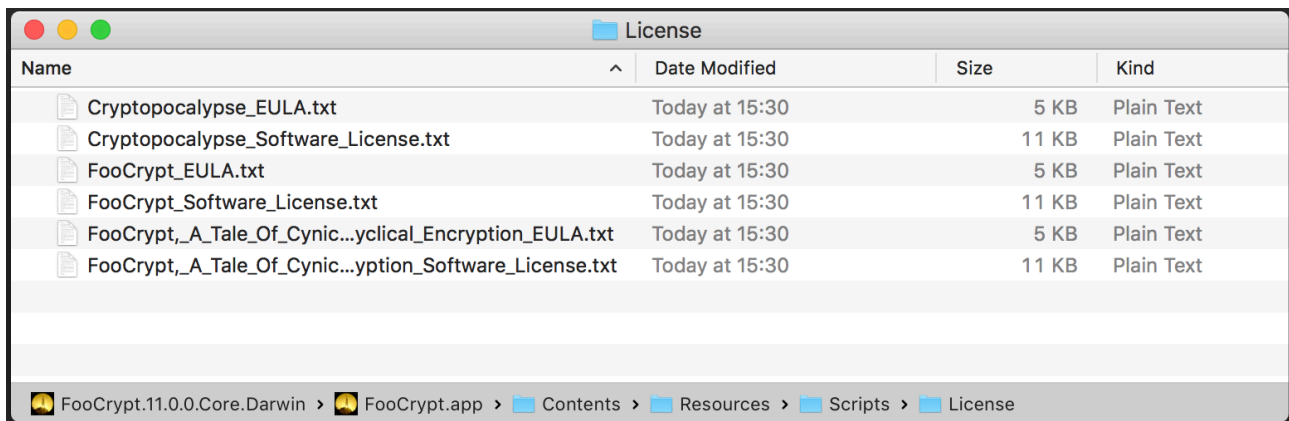 License
Name Date Modified Size Kind
Cryptopocalypse_EULA.txt Today at 15:30 5 KB Plain Text
Cryptopocalypse_Software_License.txt Today at 15:30 11 KB Plain Text
FooCrypt_EULA.txt Today at 15:30 5 KB Plain Text
FooCrypt_Software_License.txt Today at 15:30 11 KB Plain Text
FooCrypt,_A_Tale_Of_Cynic...yclical_Encryption_EULA.txt Today at 15:30 5 KB Plain Text
FooCrypt,_A_Tale_Of_Cynic...yption_Software_License.txt Today at 15:30 11 KB Plain Text
FooCrypt.11.0.0.Core.Darwin › FooCrypt.app › Contents › Resources › Scripts › License